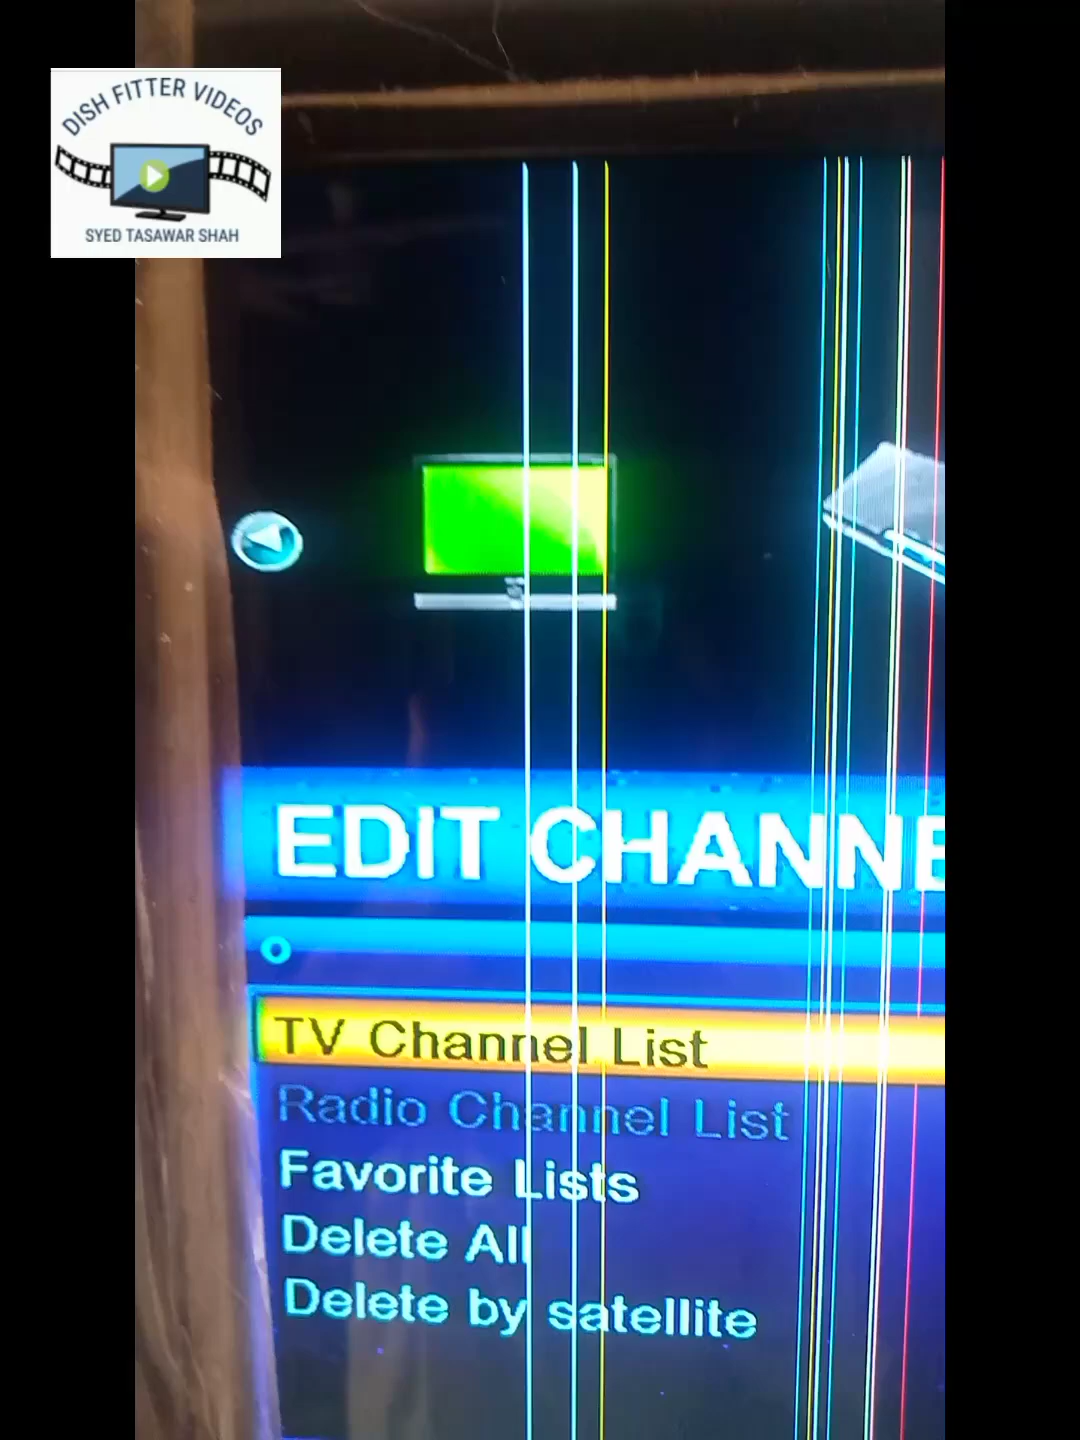 DISH FITTER VIDEOS
SYED TASAWAR SHAH
EDIT CHANNE
TV Channel List
Radio Channel List
Favorite Lists
Delete All
Delete by satellite